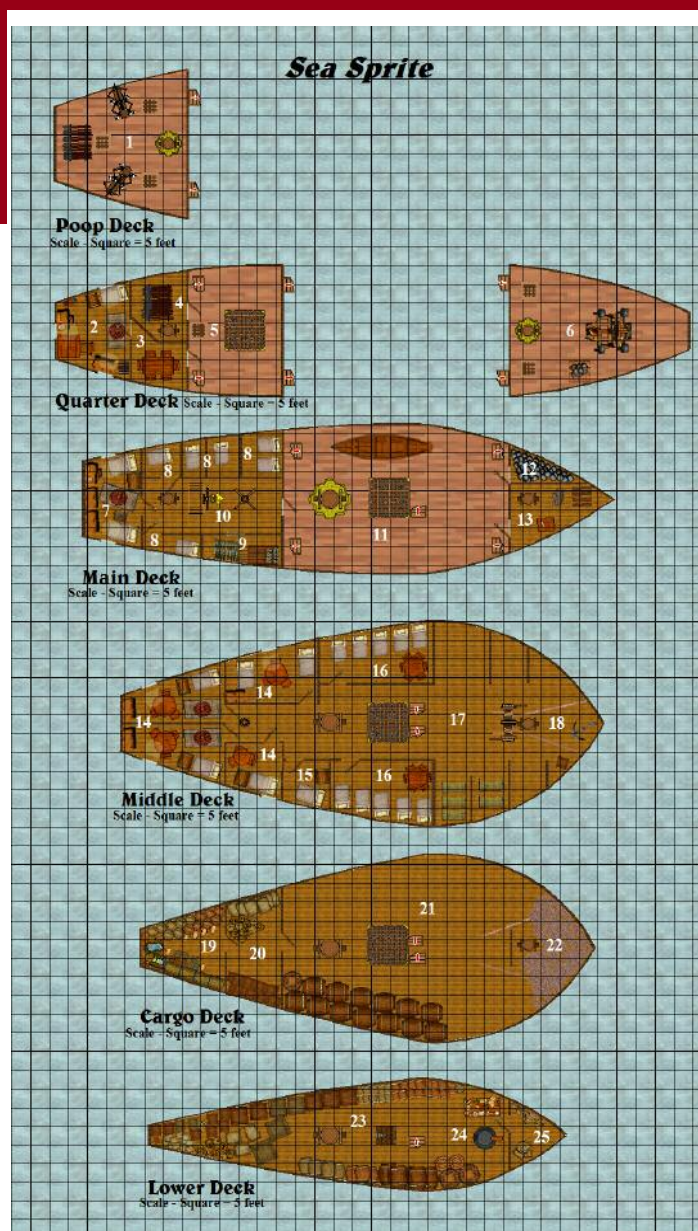 Sea Sprite
1
Poop Deck
Scale - Square = 5 feet
2
3
4
5
6
Quarter Deck Scale - Square = 5 feet
7
8
8
8
8
9
10
11
12
13
Main Deck
Scale - Square = 5 feet
14
14
14
15
16
16
17
18
Middle Deck
Scale - Square = 5 feet
19
20
21
22
Cargo Deck
Scale - Square = 5 feet
23
24
25
Lower Deck
Scale - Square = 5 feet